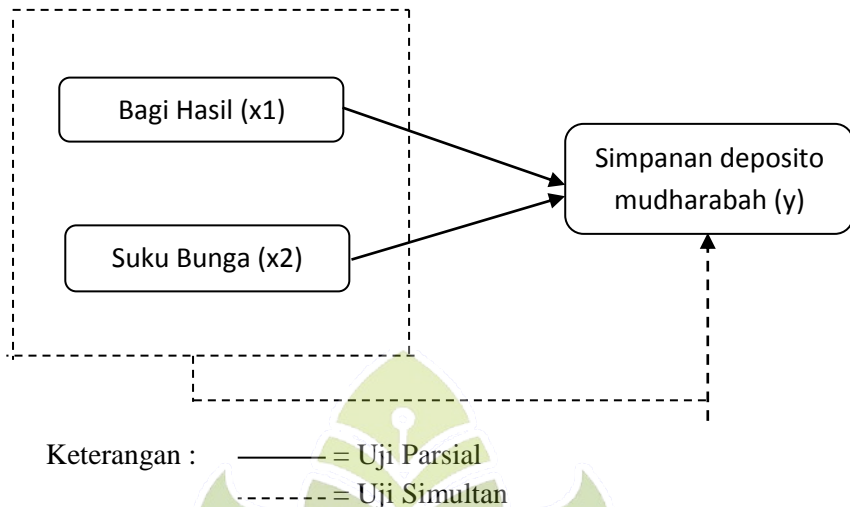 Bagi Hasil (x1)
Simpanan deposito
mudharabah (y)
Suku Bunga (x2)
Keterangan : = Uji Parsial
= Uji Simultan